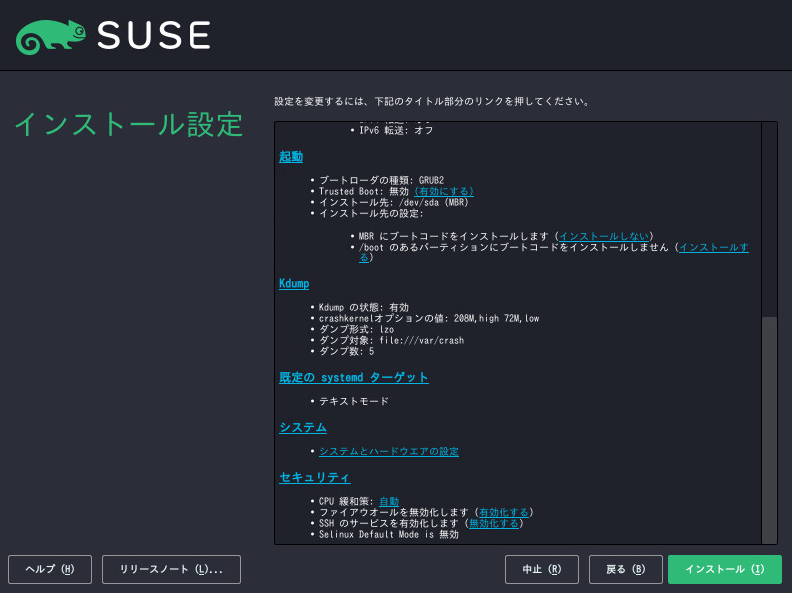 SUSE
インストール設定
設定を変更するには、下記のタイトル部分のリンクを押してください。
• IPv6 転送: オフ
起動
• ブートローダの種類: GRUB2
• Trusted Boot: 無効 (有効にする)
• インストール先: /dev/sda (MBR)
• インストール先の設定:
• MBR にブートコードをインストールします (インストールしない)
• /boot のあるパーティションにブートコードをインストールしません (インストールす
る)
Kdump
• Kdump の状態: 有効
• crashkernelオプションの値: 208M,high 72M,low
• ダンプ形式: lzo
• ダンプ対象: file:///var/crash
• ダンプ数: 5
既定の systemd ターゲット
• テキストモード
システム
• システムとハードウエアの設定
セキュリティ
• CPU 緩和策: 自動
• ファイアウオールを無効化します (有効化する)
• SSH のサービスを有効化します (無効化する)
• Selinux Default Mode is 無効
ヘルプ (H)
リリースノート (L)...
中止 (R)
戻る (B)
インストール (I)